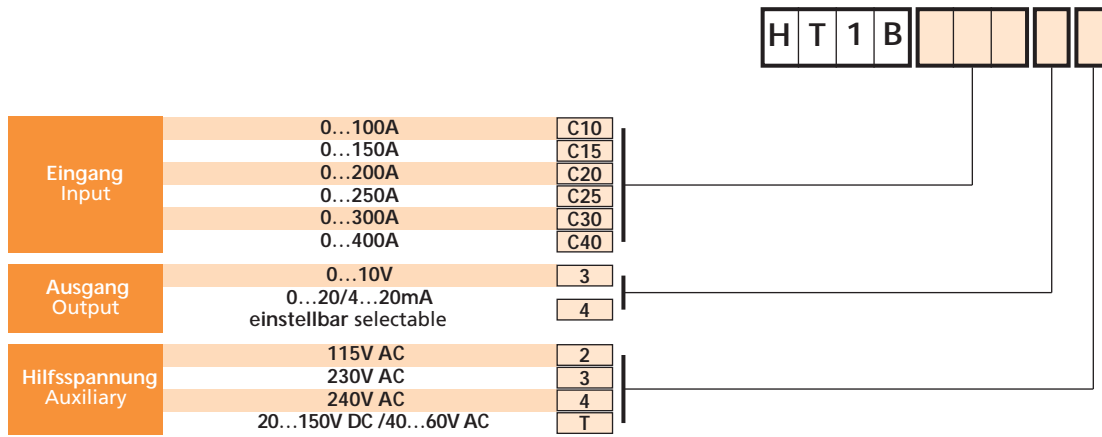 HT1B
Eingang
Input
0...100A C10
0...150A C15
0...200A C20
0...250A C25
0...300A C30
0...400A C40
Ausgang
Output
0...10V 3
0...20/4...20mA
einstellbar selectable 4
Hilfsspannung
Auxiliary
115V AC 2
230V AC 3
240V AC 4
20...150V DC /40...60V AC T